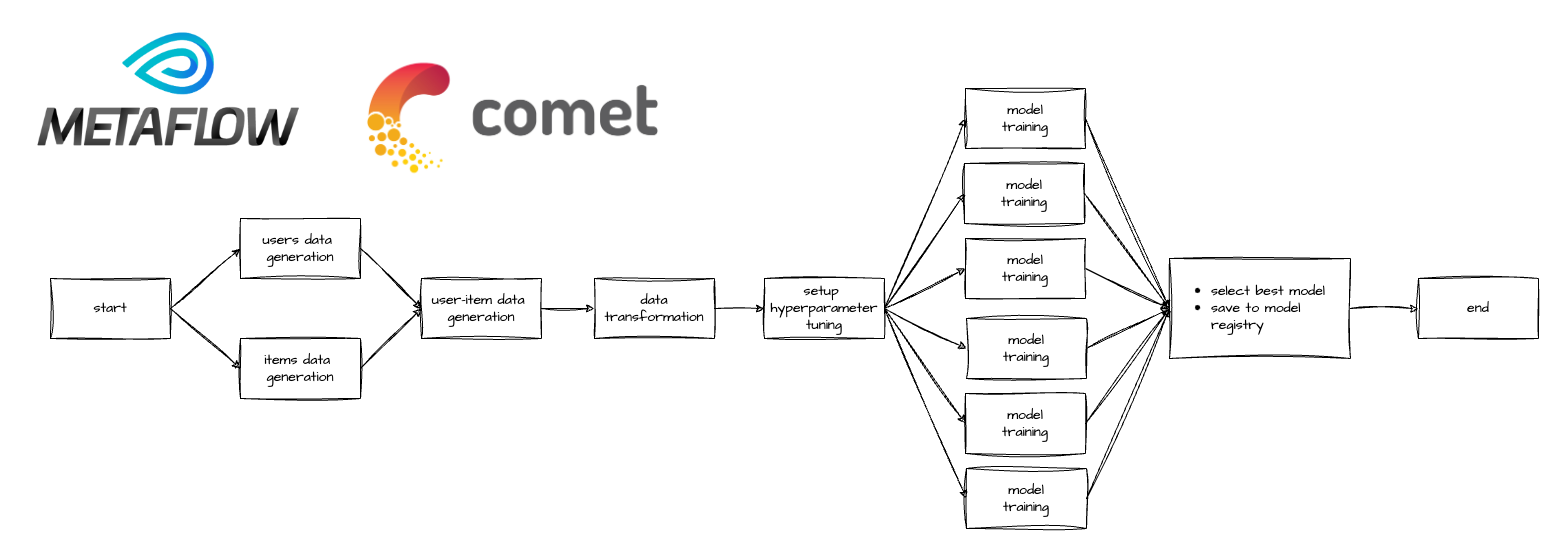 METAFLOW
comet
start
users data
generation
items data
generation
user-item data
generation
data
transformation
setup
hyperparameter
tuning
model
training
model
training
model
training
model
training
model
training
model
training
select best model
save to model
registry
end